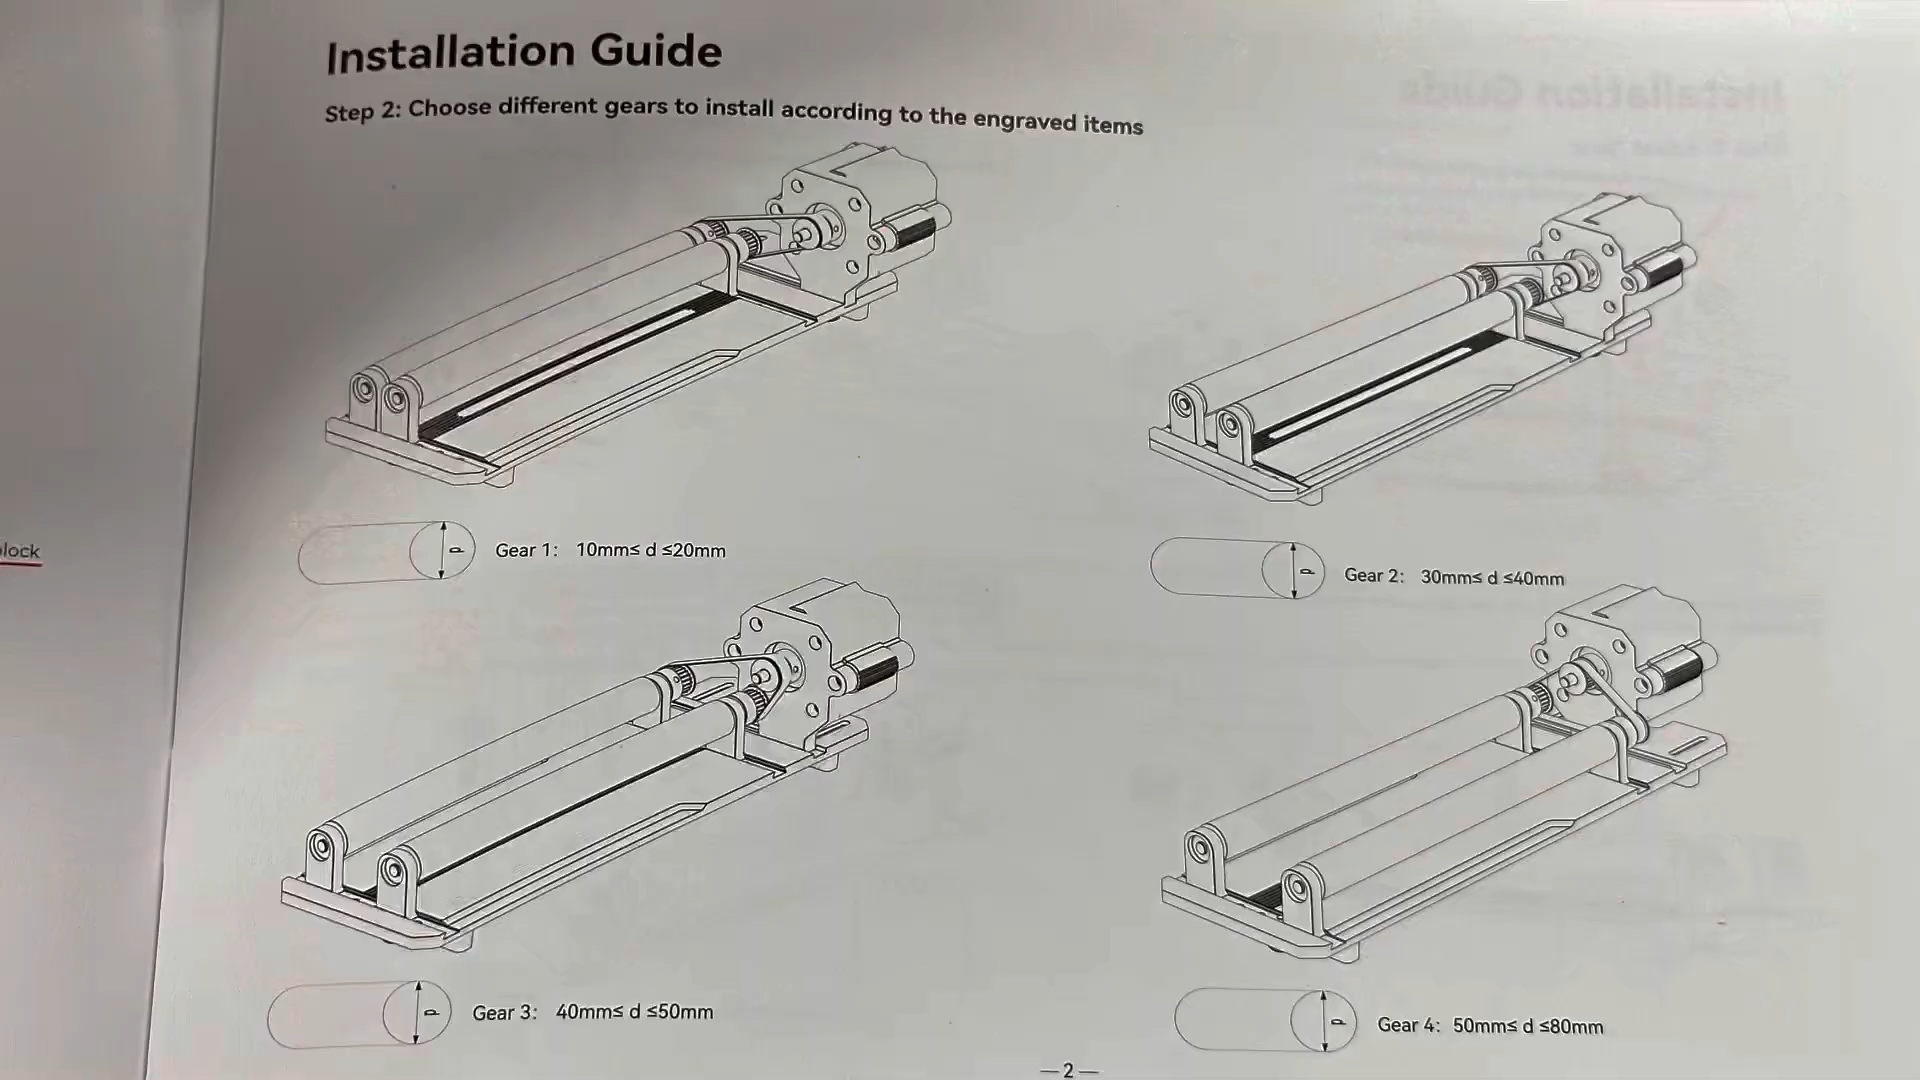 Installation Guide
Step 2: Choose different gears to install according to the engraved items
lock
d
Gear 1: 10mm≤ d ≤20mm
d
Gear 2: 30mm≤ d ≤40mm
d
Gear 3: 40mm≤ d ≤50mm
d
Gear 4: 50mm≤ d ≤80mm
—2—